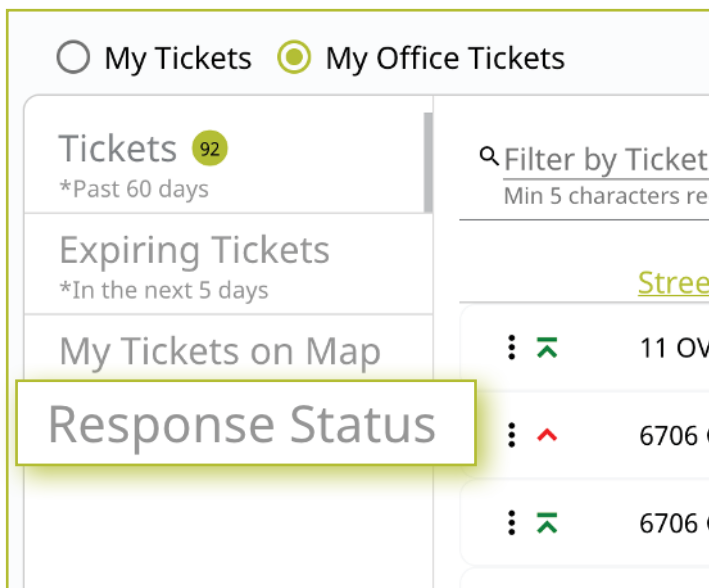 My Tickets My Office Tickets
Tickets 92
*Past 60 days
Expiring Tickets
*In the next 5 days
My Tickets on Map
Response Status
Filter by Ticket
Min 5 characters re
Stree
11 OV
6706
6706